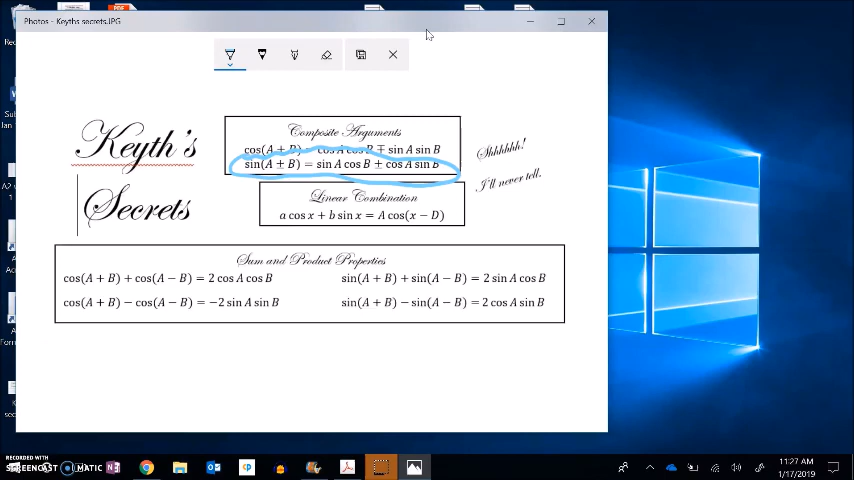 Photos - Keyths secrets.JPG
Keyth's
Secrets
Composite Arguments
cos(A ± B) = cos A cos B ∓ sin A sin B
sin(A ± B) = sin A cos B ± cos A sin B
Shhhhhh!
I'll never tell.
Linear Combination
a cos x + b sin x = A cos(x − D)
Sum and Product Properties
cos(A + B) + cos(A − B) = 2 cos A cos B
sin(A + B) + sin(A − B) = 2 sin A cos B
cos(A + B) − cos(A − B) = −2 sin A sin B
sin(A + B) − sin(A − B) = 2 cos A sin B
RECORDED WITH
SCREENCAST MATIC
11:27 AM
1/17/2019